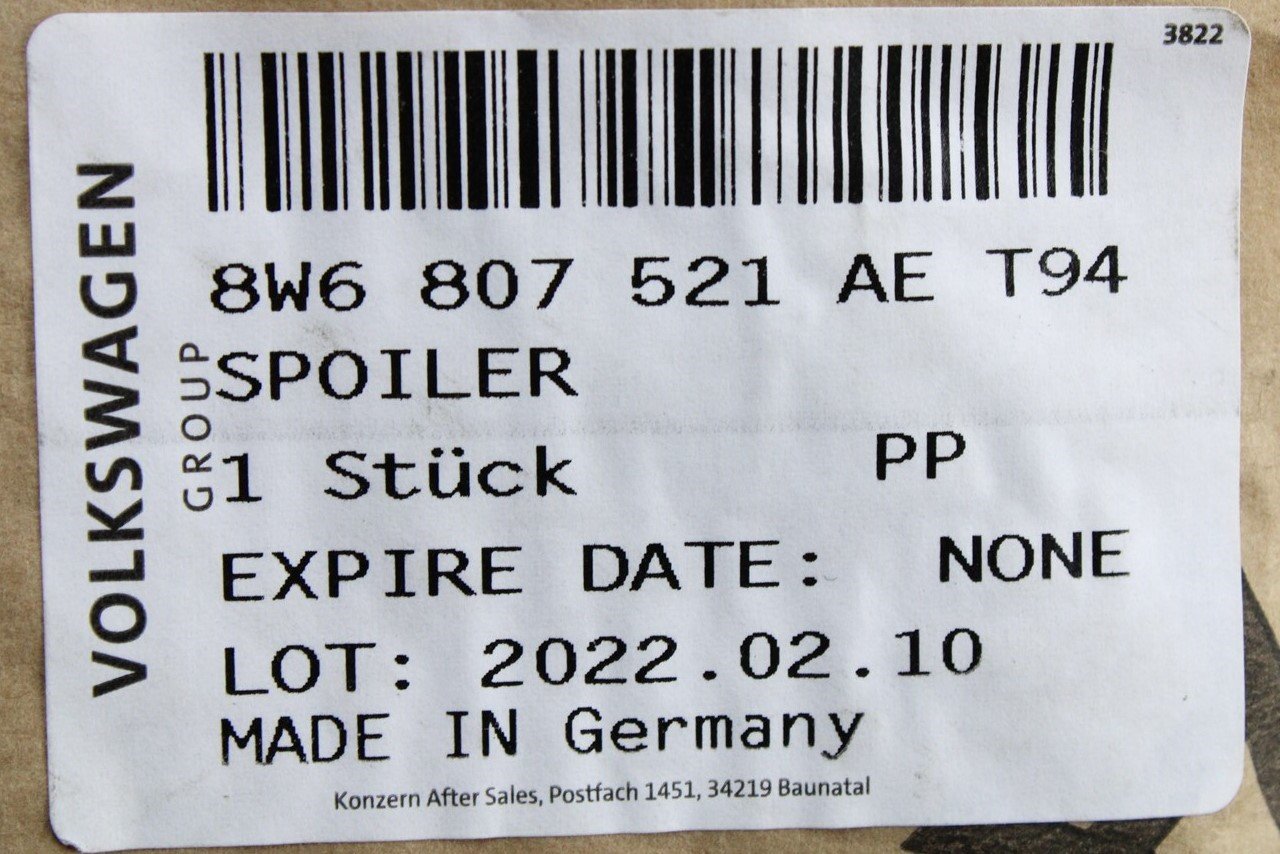 3822
VOLKSWAGEN
GROUP
8W6 807 521 AE T94
SPOILER
1 Stück PP
EXPIRE DATE: NONE
LOT: 2022.02.10
MADE IN Germany
Konzern After Sales, Postfach 1451, 34219 Baunatal